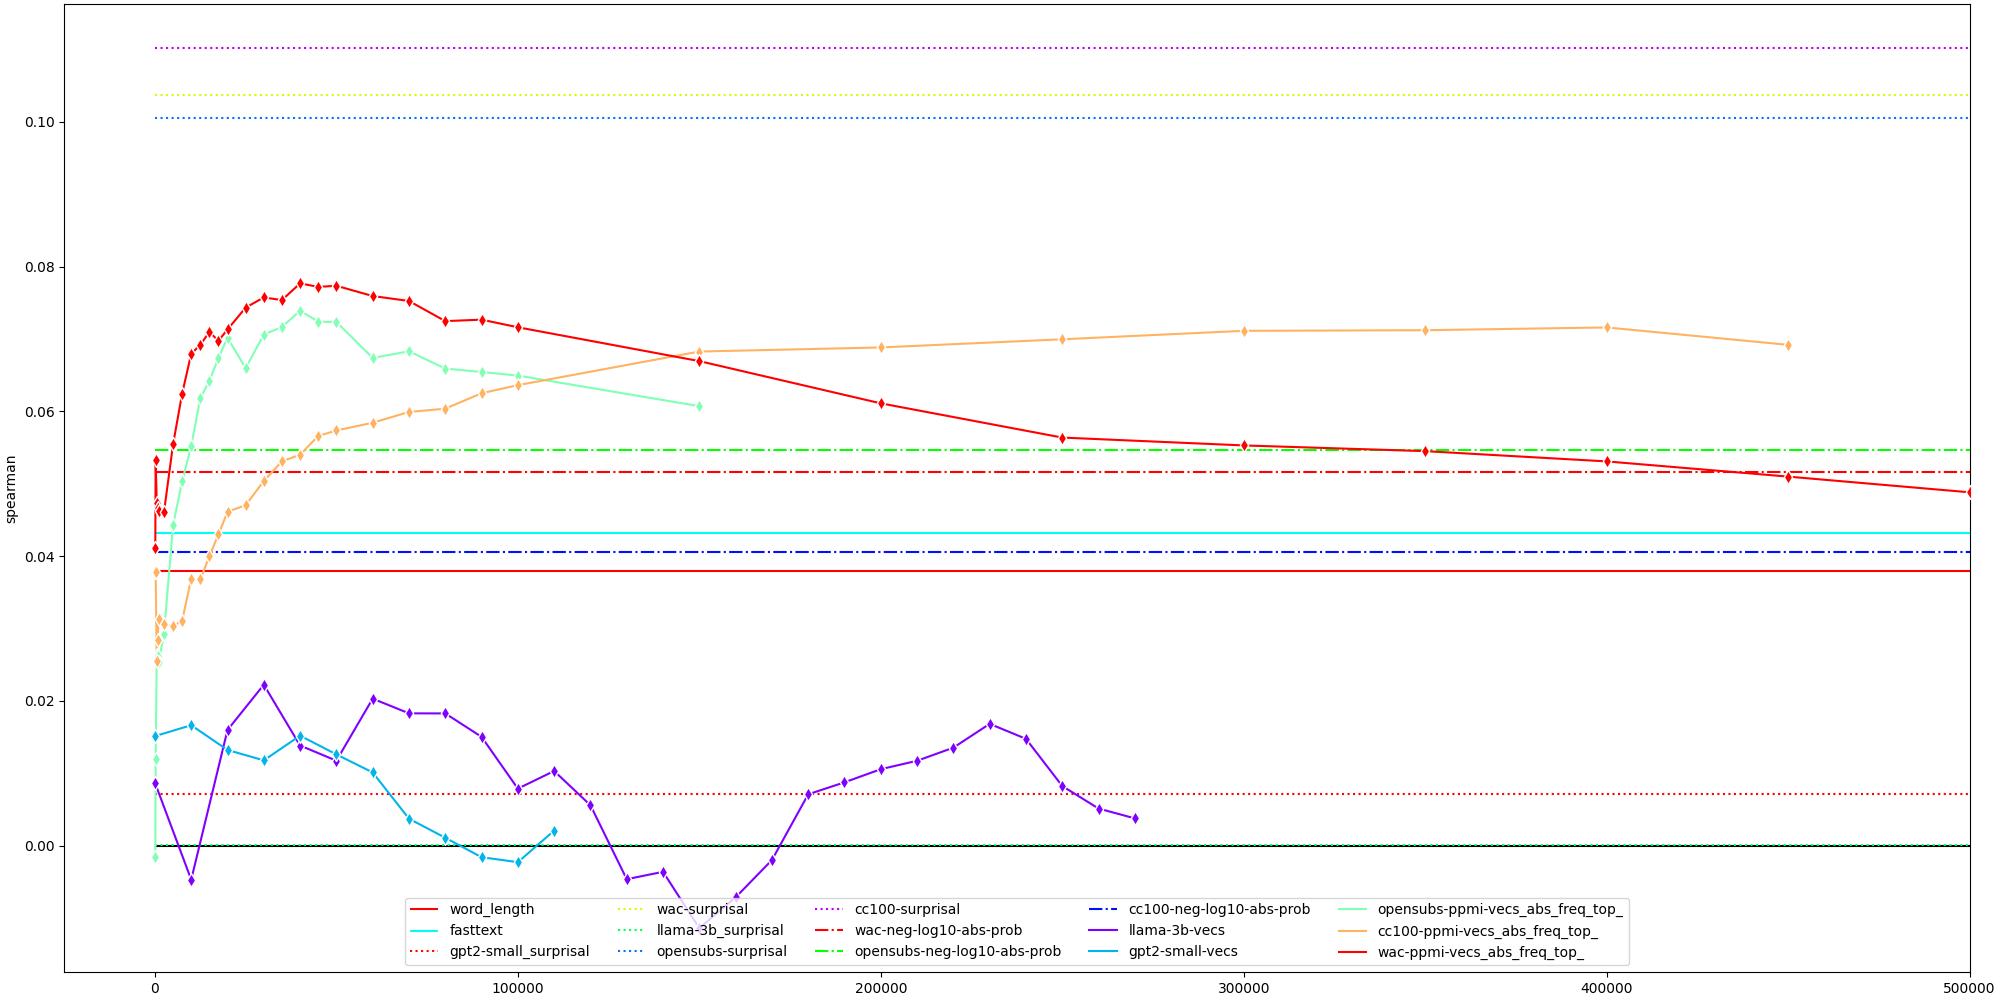 0.10
0.08
0.06
0.04
0.02
0.00
spearman
0
100000
200000
300000
400000
500000
word_length
fasttext
gpt2-small_surprisal
wac-surprisal
llama-3b_surprisal
opensubs-surprisal
cc100-surprisal
wac-neg-log10-abs-prob
opensubs-neg-log10-abs-prob
cc100-neg-log10-abs-prob
llama-3b-vecs
gpt2-small-vecs
opensubs-ppmi-vecs_abs_freq_top_
cc100-ppmi-vecs_abs_freq_top_
wac-ppmi-vecs_abs_freq_top_